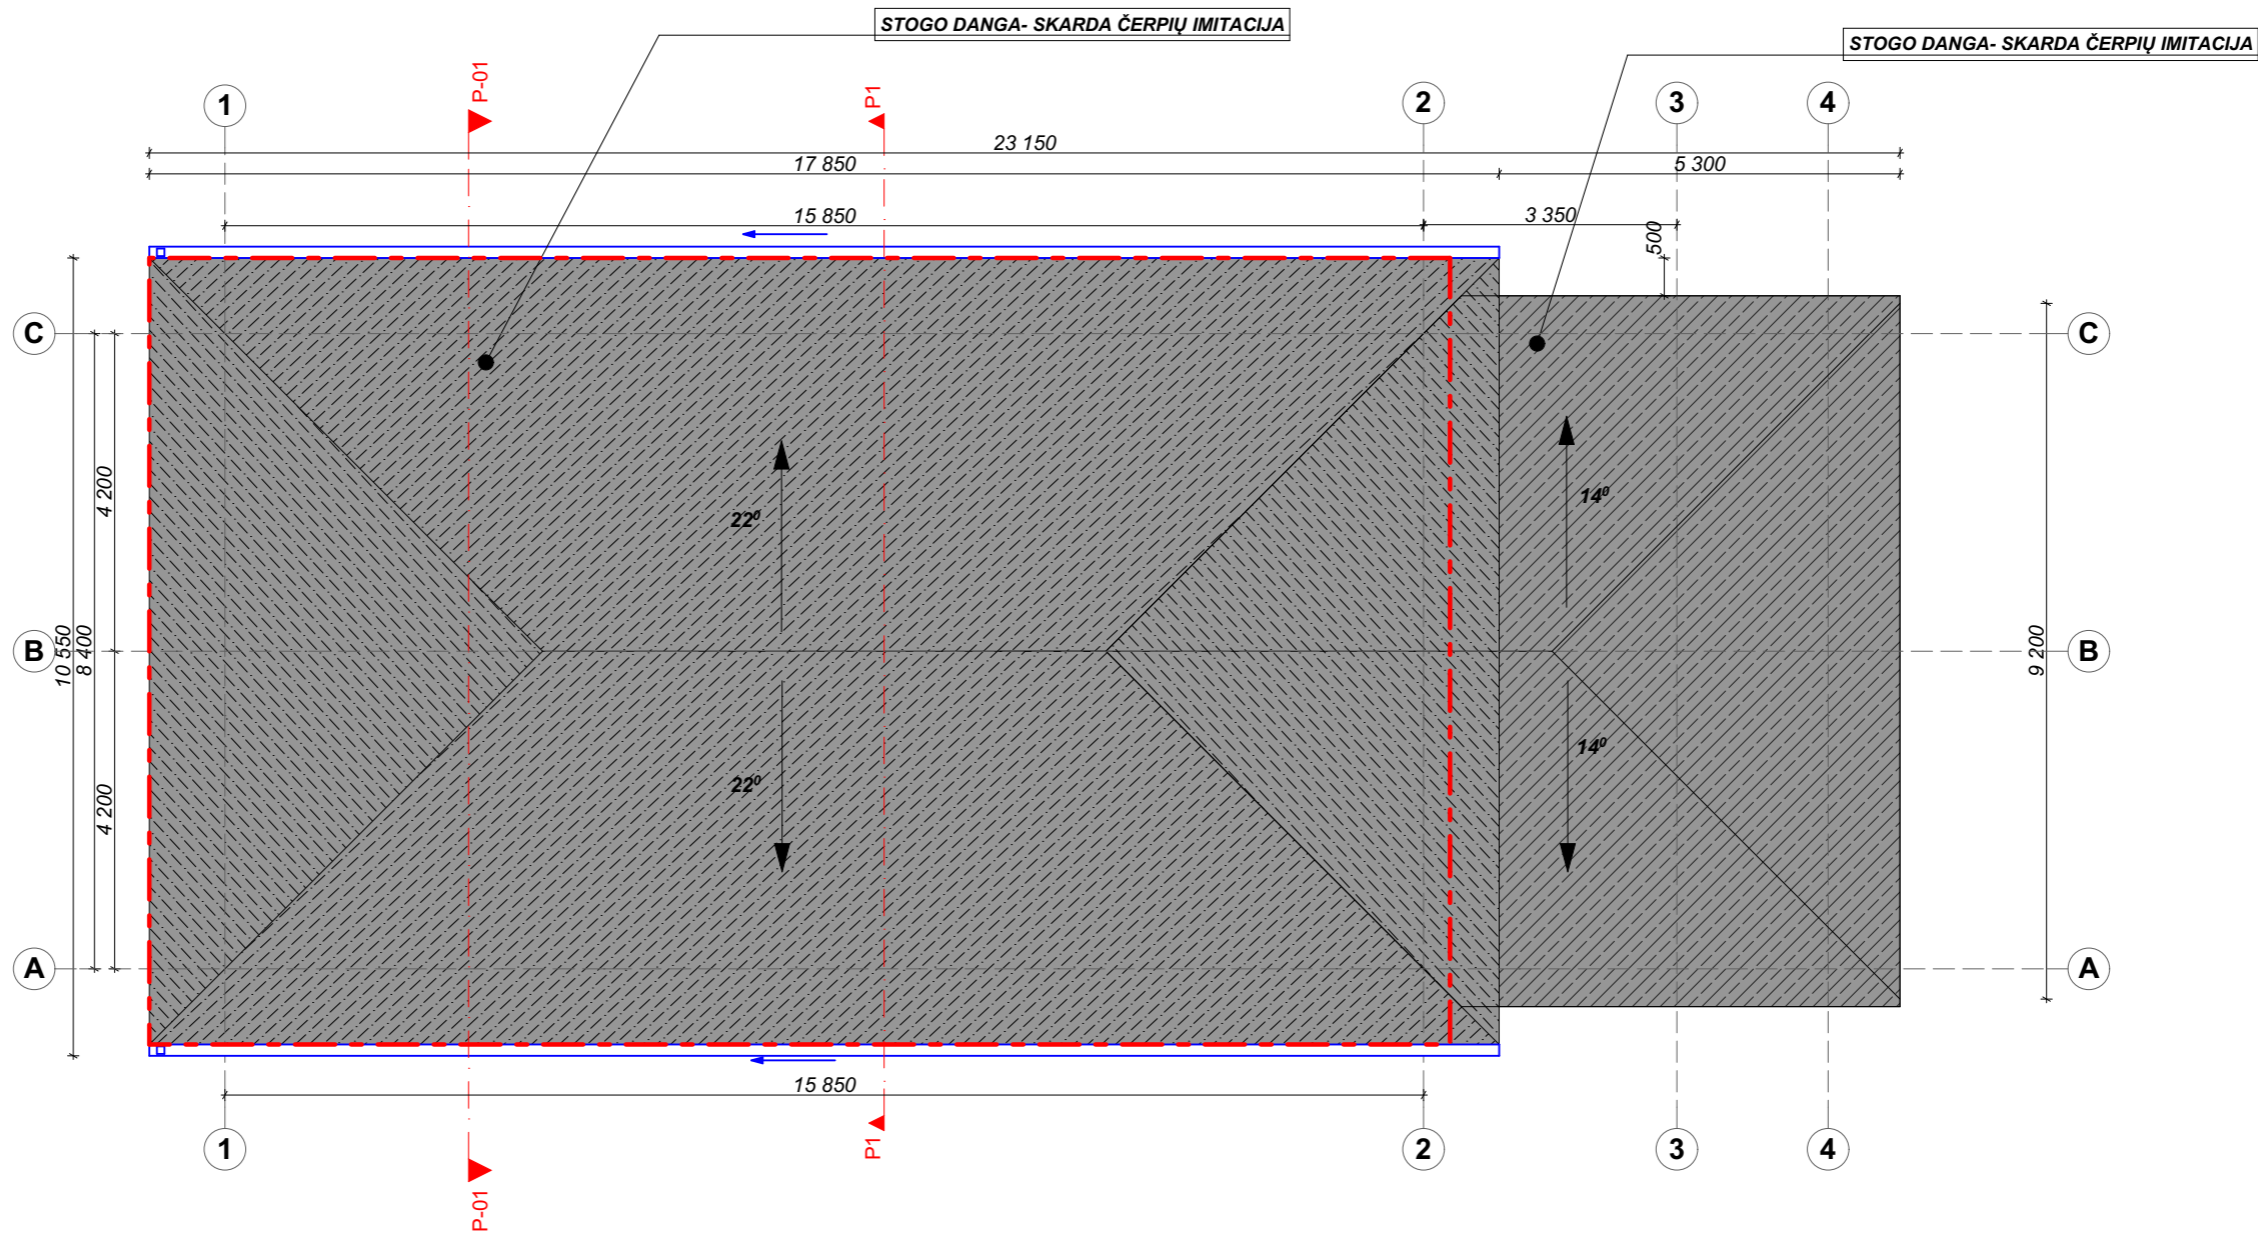 STOGO DANGA- SKARDA ČERPIŲ IMITACIJA
STOGO DANGA- SKARDA ČERPIŲ IMITACIJA
1
P-01
P1
2
3
4
23 150
17 850
5 300
15 850
3 350
500
C
C
4 200
22⁰
14⁰
B
10 550
8 400
B
9 200
4 200
22⁰
14⁰
A
A
15 850
1
P-01
P1
2
3
4